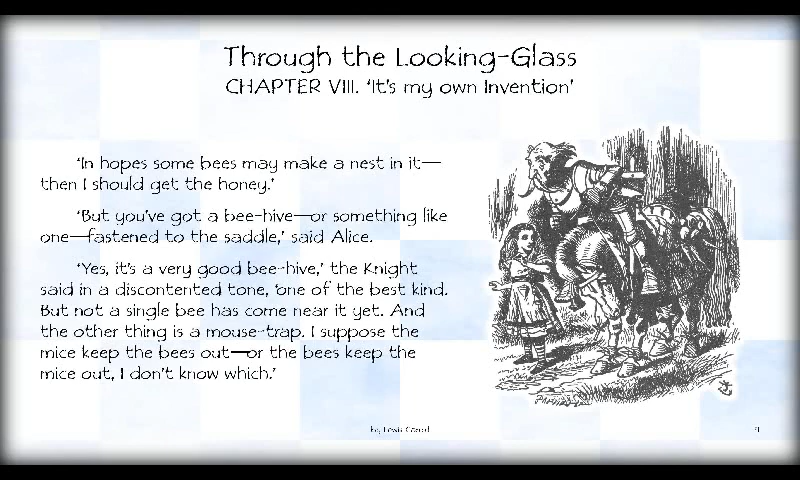 Through the Looking-Glass
CHAPTER VIII. ‘It’s my own Invention’
‘In hopes some bees may make a nest in it—
then I should get the honey.’
‘But you’ve got a bee-hive—or something like
one—fastened to the saddle,’ said Alice.
‘Yes, it’s a very good bee-hive,’ the Knight
said in a discontented tone, ‘one of the best kind.
But not a single bee has come near it yet. And
the other thing is a mouse-trap. I suppose the
mice keep the bees out—or the bees keep the
mice out, I don’t know which.’
by Lewis Carroll